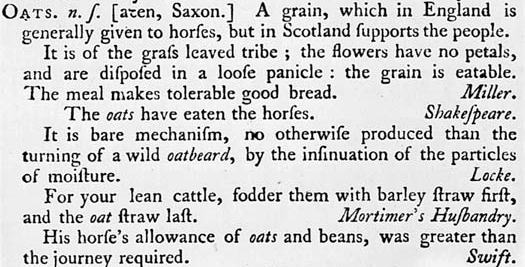 OATS. n. ſ. [aten, Saxon.] A grain, which in England is
generally given to horſes, but in Scotland ſupports the people.
It is of the graſs leaved tribe ; the flowers have no petals,
and are diſpoſed in a looſe panicle : the grain is eatable.
The meal makes tolerable good bread. Miller.
The oats have eaten the horſes. Shakeſpeare.
It is bare mechaniſm, no otherwiſe produced than the
turning of a wild oatbeard, by the inſinuation of the particles
of moiſture. Locke.
For your lean cattle, fodder them with barley ſtraw firſt,
and the oat ſtraw laſt. Mortimer's Huſbandry.
His horſe's allowance of oats and beans, was greater than
the journey required. Swift.